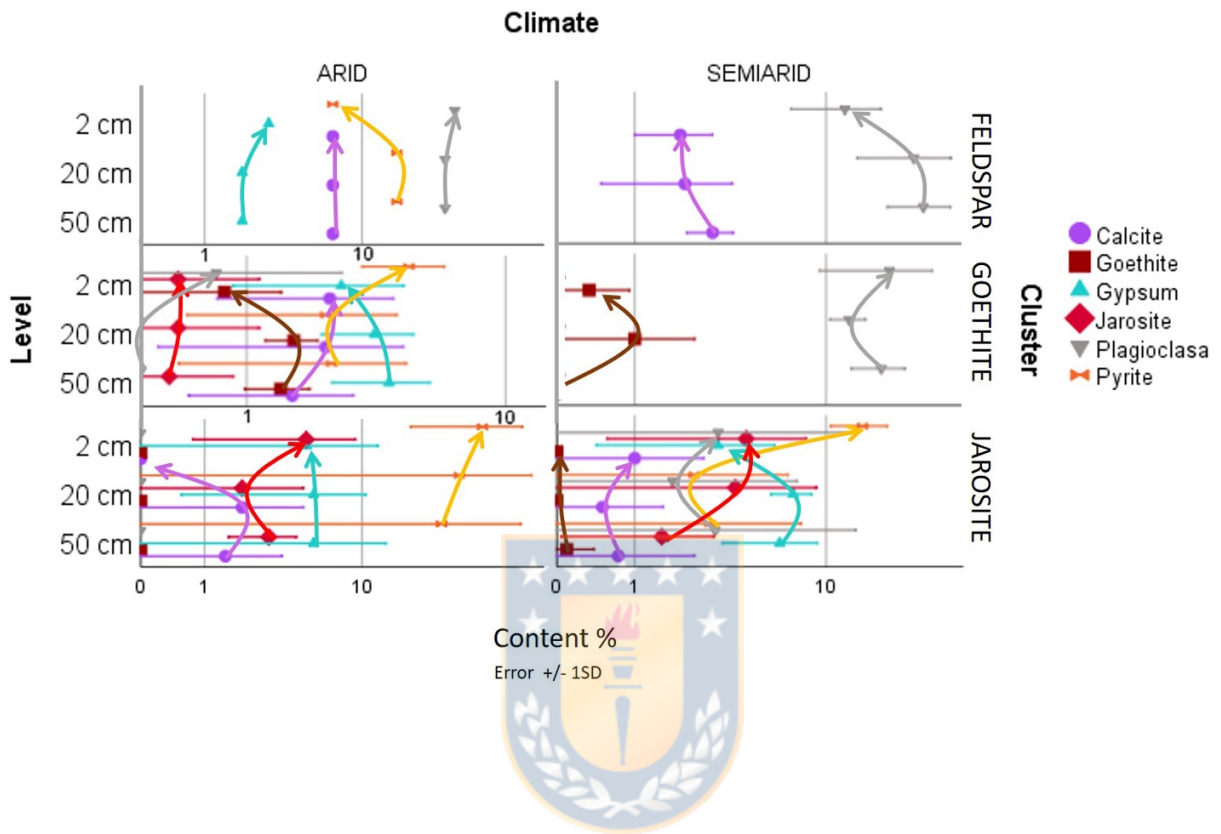 Climate
ARID
SEMIARID
Level
2 cm
20 cm
50 cm
1
10
FELDSPAR
2 cm
20 cm
50 cm
1
10
GOETHITE
2 cm
20 cm
50 cm
JAROSITE
0
1
10
0
1
10
Content %
Error +/- 1SD
Cluster
Calcite
Goethite
Gypsum
Jarosite
Plagioclasa
Pyrite